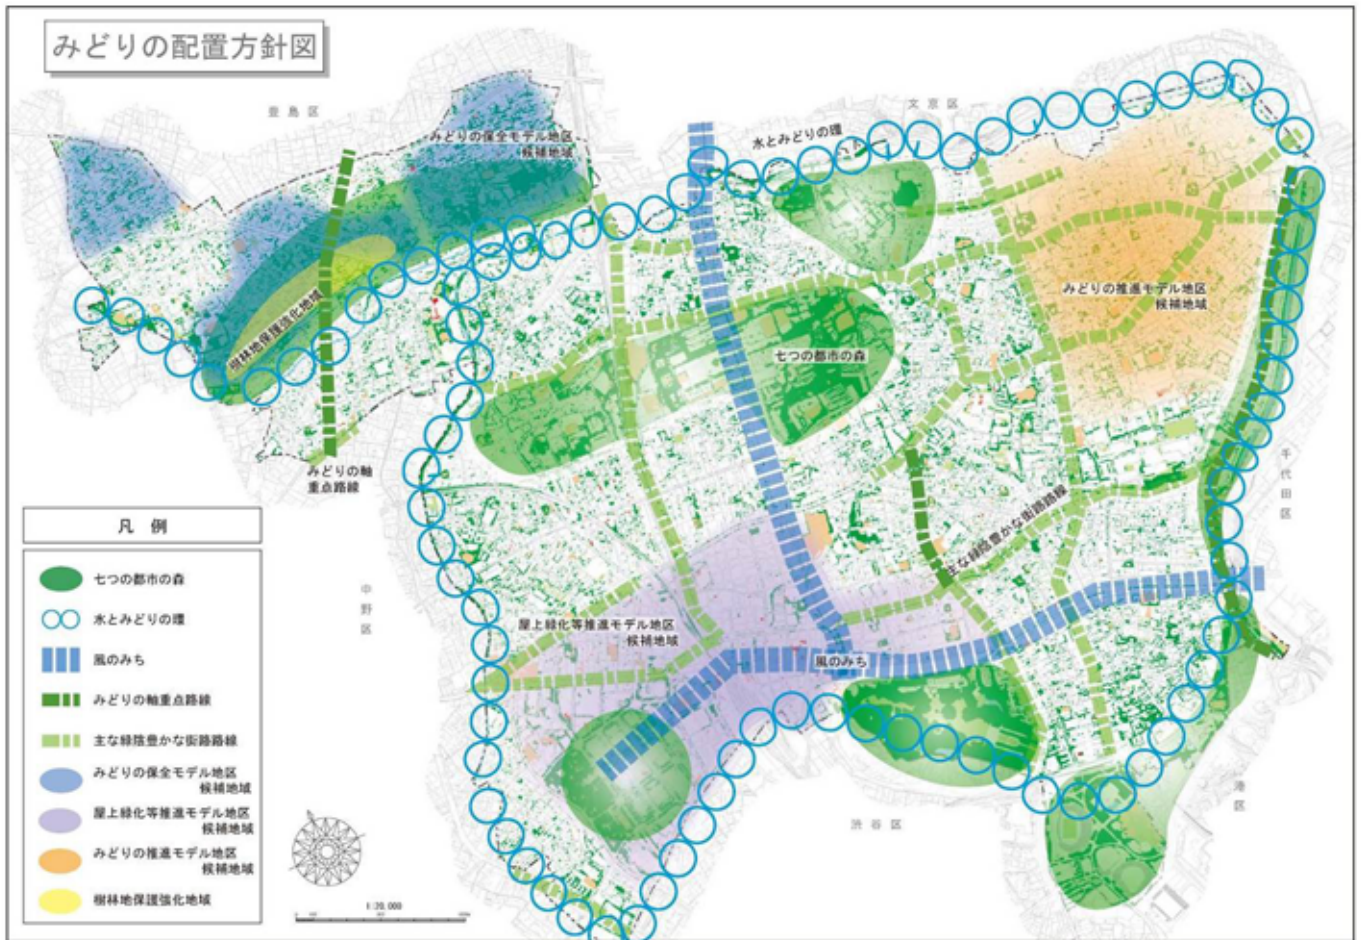 みどりの配置方針図
豊島区
文京区
みどりの保全モデル地区
候補地域
水とみどりの環
みどりの推進モデル地区
候補地域
樹林地保護強化地域
七つの都市の森
みどりの軸
重点路線
千代田区
主な緑陰豊かな街路路線
中野区
屋上緑化等推進モデル地区
候補地域
風のみち
渋谷区
港区
凡 例
七つの都市の森
水とみどりの環
風のみち
みどりの軸重点路線
主な緑陰豊かな街路路線
みどりの保全モデル地区
候補地域
屋上緑化等推進モデル地区
候補地域
みどりの推進モデル地区
候補地域
樹林地保護強化地域
1:20,000